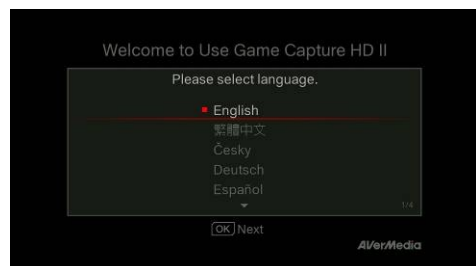 Welcome to Use Game Capture HD II
Please select language.
English
繁體中文
Česky
Deutsch
Español
1/4
OK Next
AVerMedia